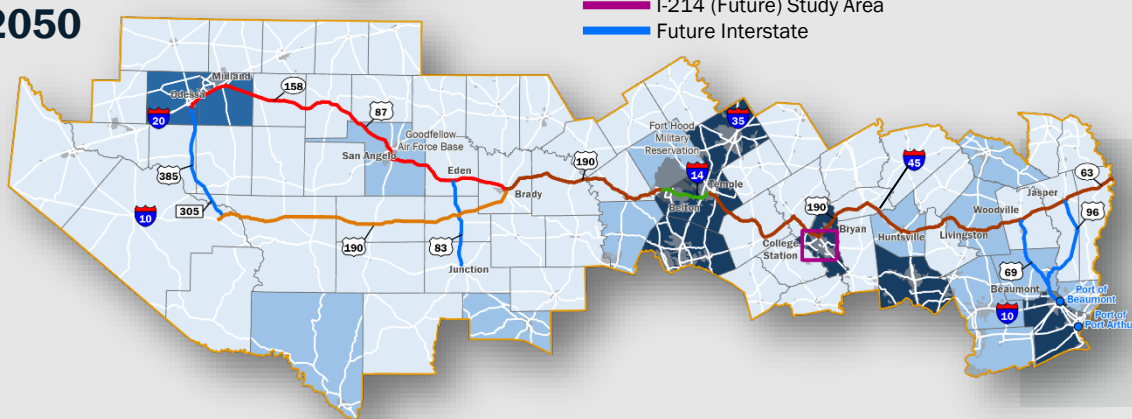 2050
I-214 (Future) Study Area
Future Interstate
Midland
Odessa
158
20
87
Goodfellow
Air Force Base
San Angelo
Eden
385
305
10
190
83
Junction
Brady
190
Fort Hood
Military
Reservation
35
14
Temple
Belton
190
Bryan
College
Station
45
Huntsville
Livingston
Woodville
Jasper
63
96
69
Beaumont
10
Port of
Beaumont
Port of
Port Arthur